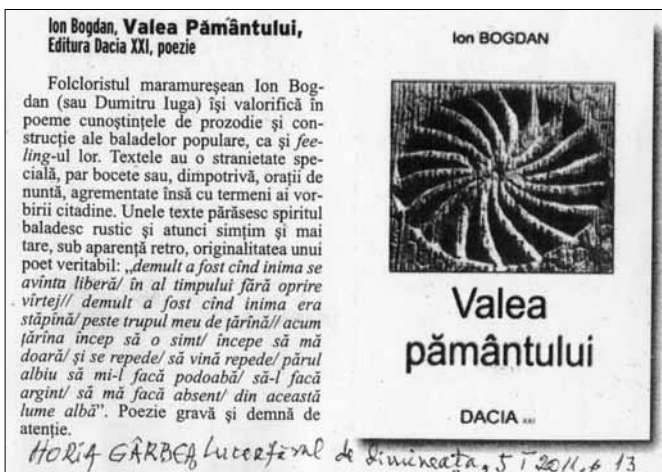 Ion Bogdan, Valea Pământului,
Editura Dacia XXI, poezie
Folcloristul maramureșean Ion Bog-
dan (sau Dumitru Iuga) își valorifică în
poeme cunoștințele de prozodie și con-
strucție ale baladelor populare, ca și fee-
ling-ul lor. Textele au o stranietate spe-
cială, par bocete sau, dimpotrivă, orații de
nuntă, agrementate însă cu termeni ai vor-
birii citadine. Unele texte părăsesc spiritul
baladesc rustic și atunci simțim și mai
tare, sub aparență retro, originalitatea unui
poet veritabil: „demult a fost cînd inima se
avînta liberă/ în al timpului fără oprire
vîrtej// demult a fost cînd inima era
stăpînă/ peste trupul meu de țărînă// acum
țărîna încep să o simt/ începe să mă
doară/ și se repede/ să vină repede/ părul
albiu să mi-l facă podoabă/ să-l facă
argint/ să mă facă absent/ din această
lume albă”. Poezie gravă și demnă de
atenție.
Ion BOGDAN
Valea
pământului
DACIA XXI
HORIA GÂRBEA, Luceafărul de dimineață, 5 I 2011, p 13